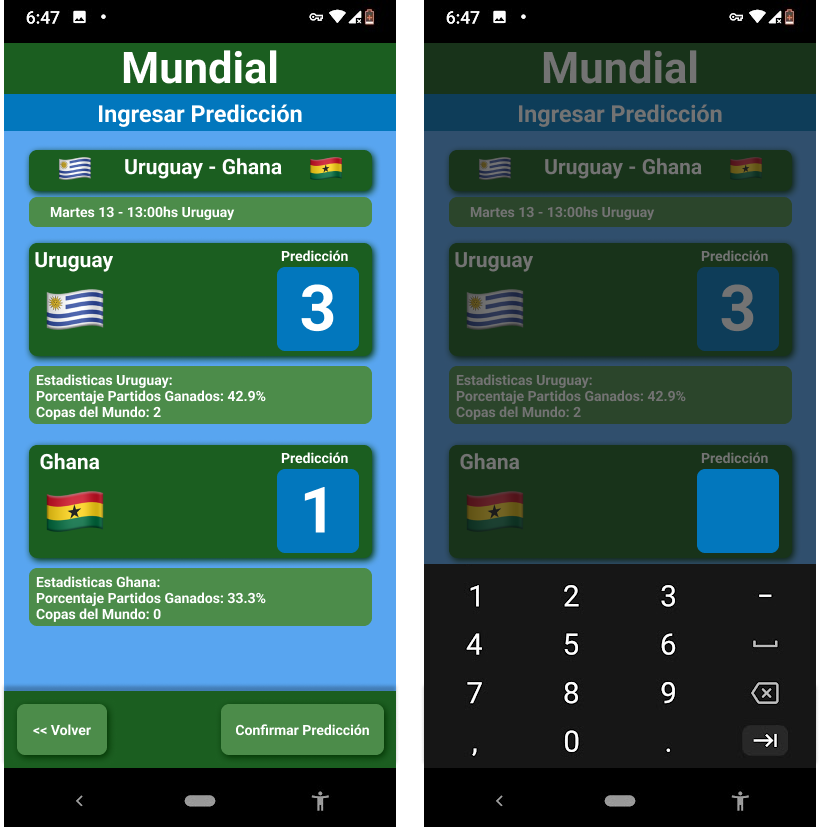 6:47
Mundial
Ingresar Predicción
Uruguay - Ghana
Martes 13 - 13:00hs Uruguay
Uruguay
Predicción
3
Estadisticas Uruguay:
Porcentaje Partidos Ganados: 42.9%
Copas del Mundo: 2
Ghana
Predicción
1
Estadisticas Ghana:
Porcentaje Partidos Ganados: 33.3%
Copas del Mundo: 0
<< Volver
Confirmar Predicción
6:47
Mundial
Ingresar Predicción
Uruguay - Ghana
Martes 13 - 13:00hs Uruguay
Uruguay
Predicción
3
Estadisticas Uruguay:
Porcentaje Partidos Ganados: 42.9%
Copas del Mundo: 2
Ghana
Predicción
1 2 3 -
4 5 6
7 8 9
, 0 .